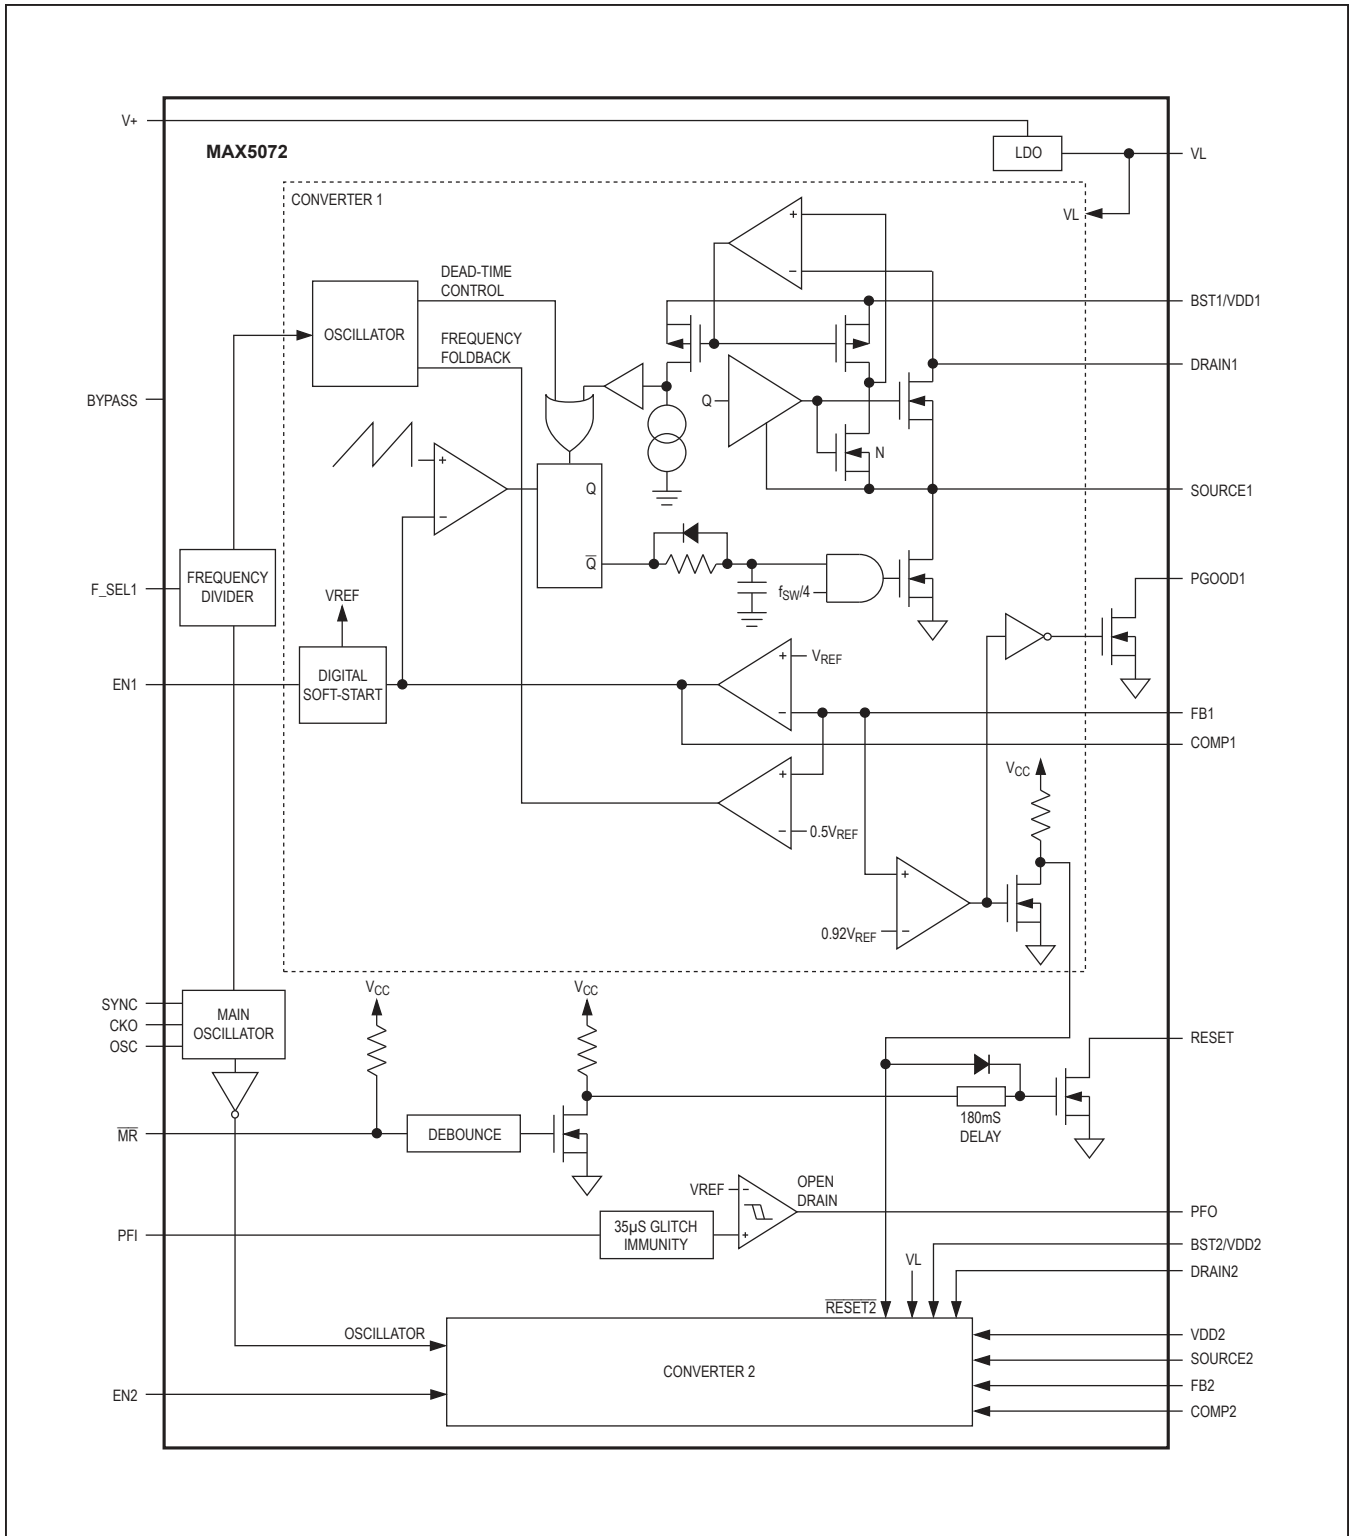 V+
MAX5072
LDO
VL
CONVERTER 1
VL
+
−
DEAD-TIME
CONTROL
BST1/VDD1
OSCILLATOR
FREQUENCY
FOLDBACK
DRAIN1
BYPASS
Q
+
−
N
Q
SOURCE1
Q̅
fSW/4
FREQUENCY
DIVIDER
F_SEL1
PGOOD1
VREF
+
VREF
DIGITAL
SOFT-START
EN1
−
FB1
COMP1
+
−
0.5VREF
VCC
+
−
0.92VREF
SYNC
CKO
OSC
MAIN
OSCILLATOR
VCC
VCC
RESET
180mS
DELAY
M̅R̅
DEBOUNCE
VREF
−
+
OPEN
DRAIN
PFO
PFI
35µS GLITCH
IMMUNITY
BST2/VDD2
VL
DRAIN2
R̅E̅S̅E̅T̅2̅
OSCILLATOR
VDD2
SOURCE2
CONVERTER 2
FB2
EN2
COMP2